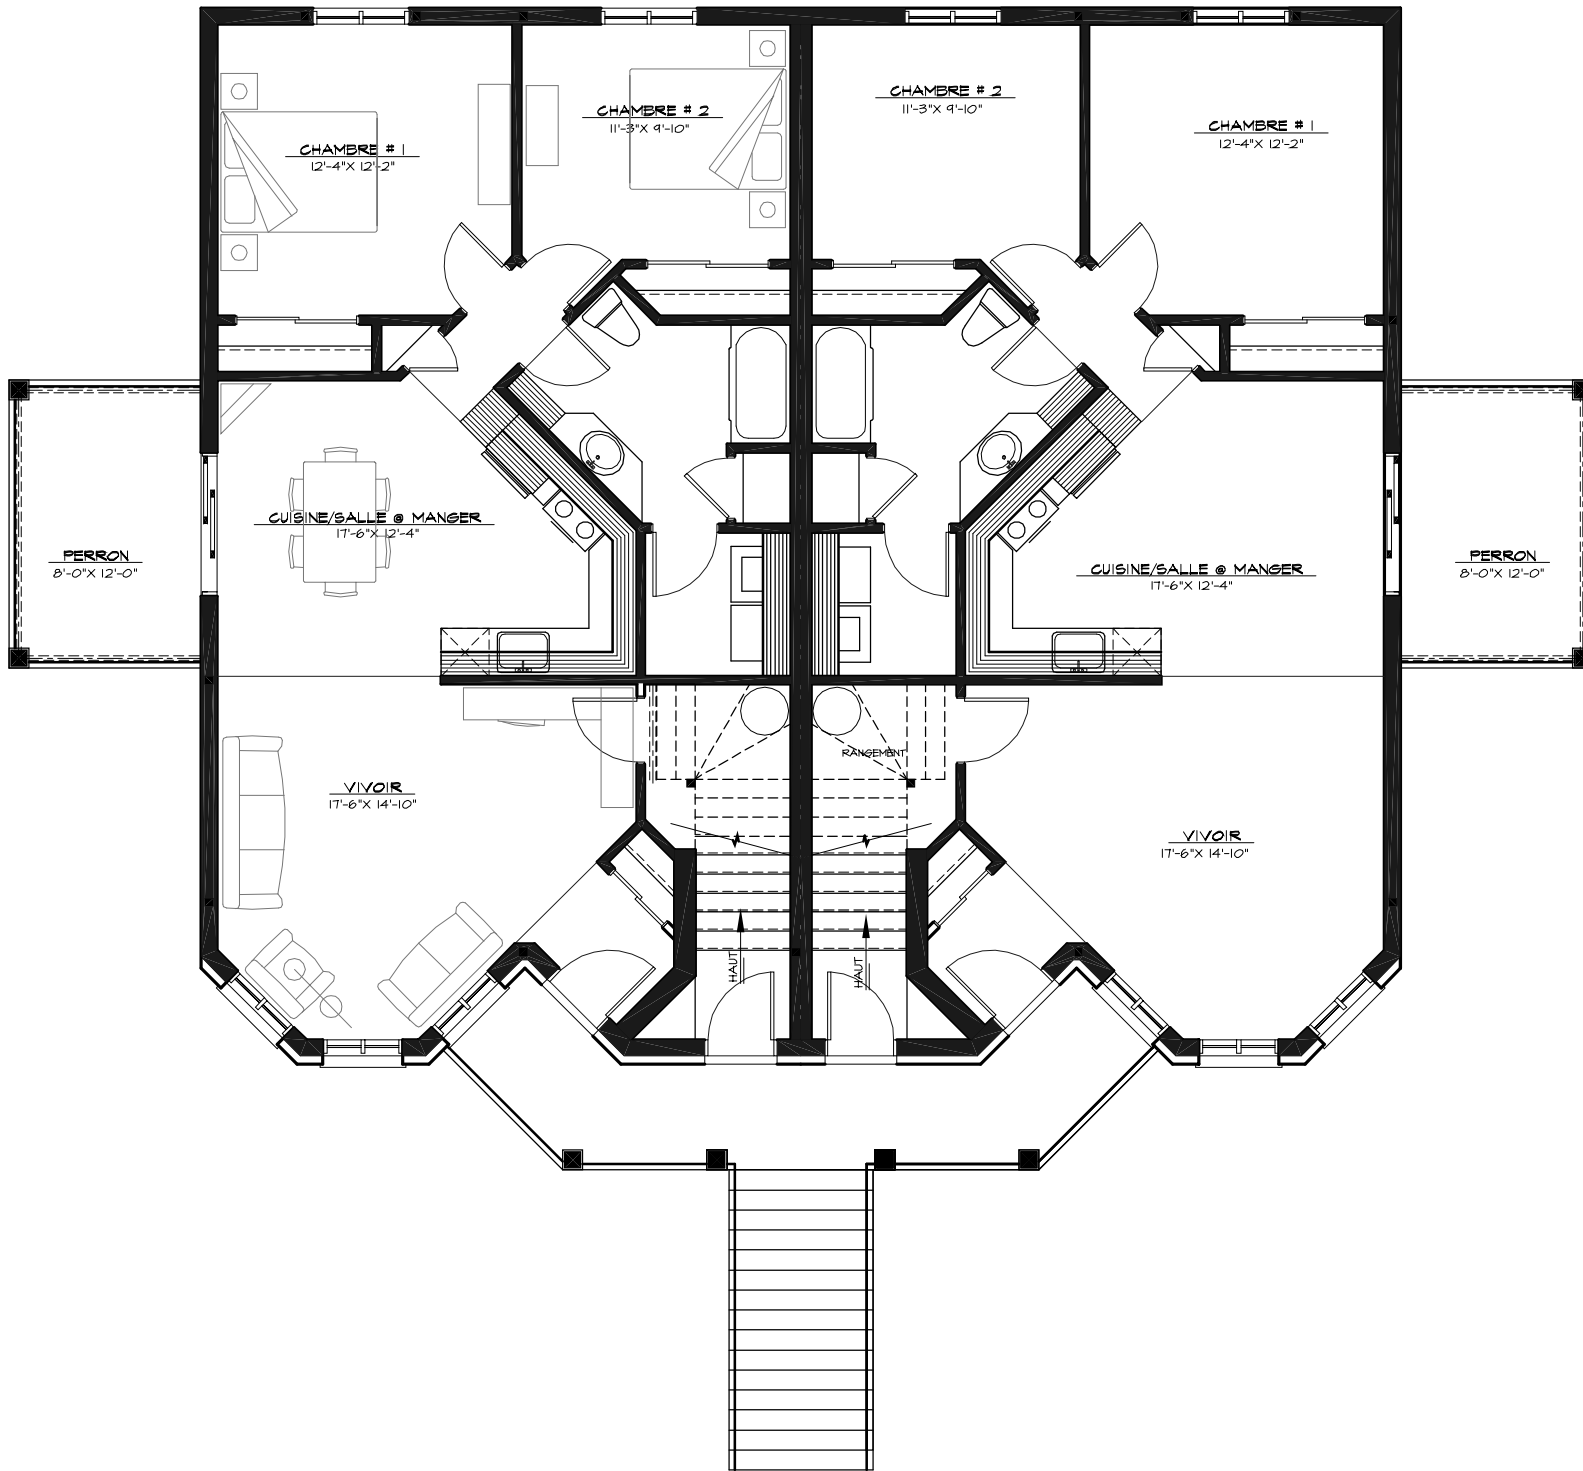 CHAMBRE # 2
11'-3"X 9'-10"
CHAMBRE # 2
11'-3"X 9'-10"
CHAMBRE # 1
12'-4"X 12'-2"
CHAMBRE # 1
12'-4"X 12'-2"
CUISINE/SALLE @ MANGER
17'-6"X 12'-4"
PERRON
8'-0"X 12'-0"
CUISINE/SALLE @ MANGER
17'-6"X 12'-4"
PERRON
8'-0"X 12'-0"
RANGEMENT
VIVOIR
17'-6"X 14'-10"
VIVOIR
17'-6"X 14'-10"
HAUT
HAUT